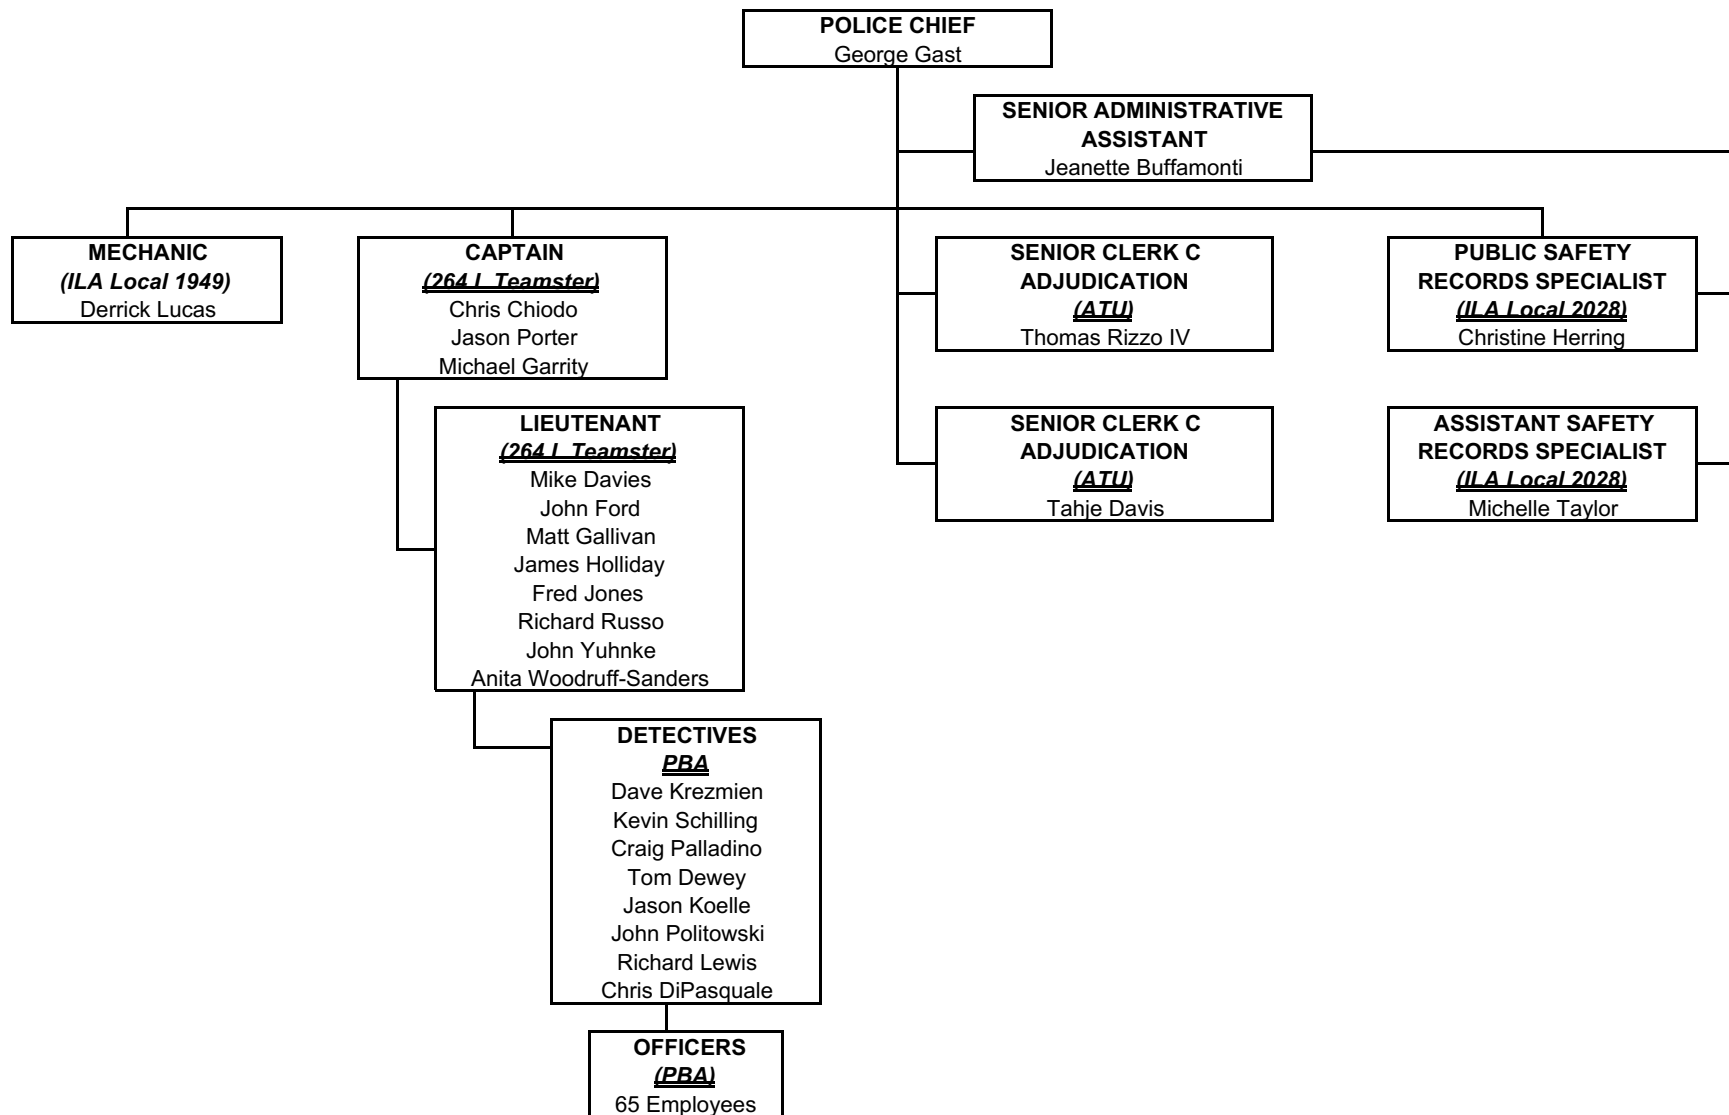 POLICE CHIEF
George Gast
SENIOR ADMINISTRATIVE
ASSISTANT
Jeanette Buffamonti
MECHANIC
(ILA Local 1949)
Derrick Lucas
CAPTAIN
(264 L Teamster)
Chris Chiodo
Jason Porter
Michael Garrity
SENIOR CLERK C
ADJUDICATION
(ATU)
Thomas Rizzo IV
PUBLIC SAFETY
RECORDS SPECIALIST
(ILA Local 2028)
Christine Herring
LIEUTENANT
(264 L Teamster)
Mike Davies
John Ford
Matt Gallivan
James Holliday
Fred Jones
Richard Russo
John Yuhnke
Anita Woodruff-Sanders
SENIOR CLERK C
ADJUDICATION
(ATU)
Tahje Davis
ASSISTANT SAFETY
RECORDS SPECIALIST
(ILA Local 2028)
Michelle Taylor
DETECTIVES
PBA
Dave Krezmien
Kevin Schilling
Craig Palladino
Tom Dewey
Jason Koelle
John Politowski
Richard Lewis
Chris DiPasquale
OFFICERS
(PBA)
65 Employees